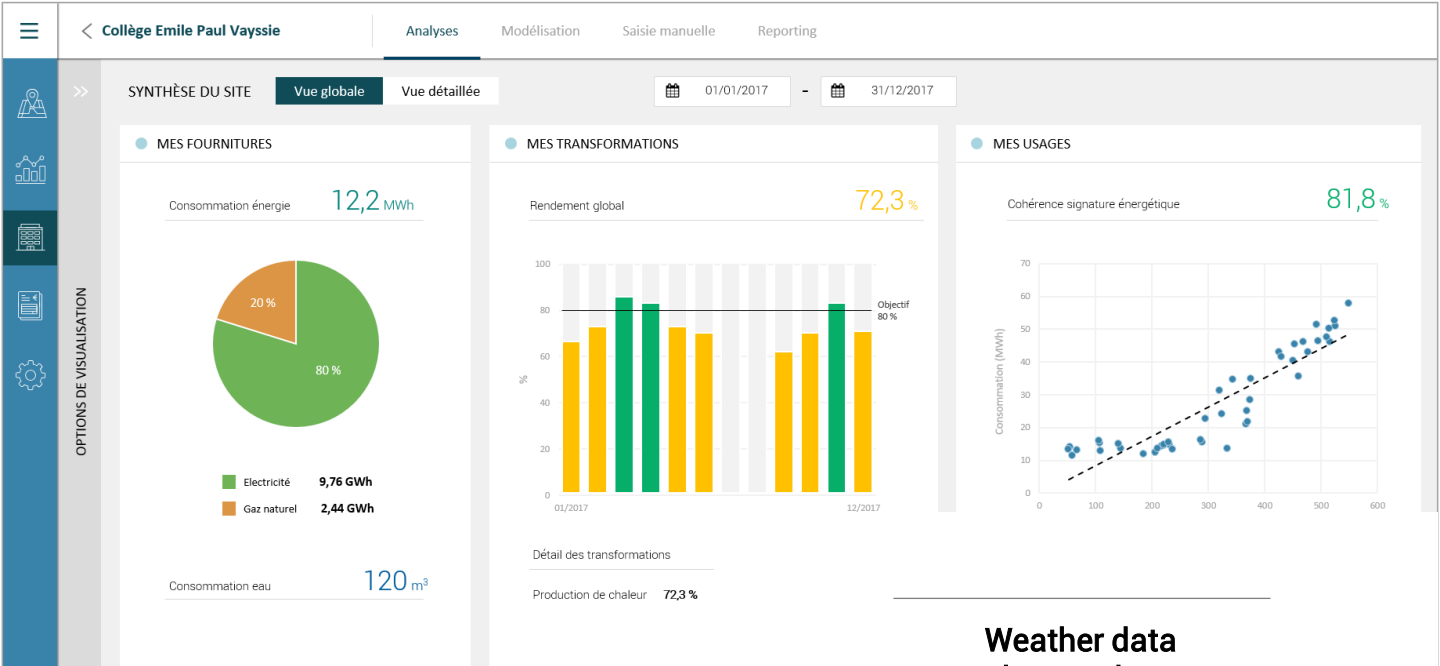 Collège Emile Paul Vayssie
Analyses
Modélisation
Saisie manuelle
Reporting
SYNTHÈSE DU SITE
Vue globale
Vue détaillée
01/01/2017
-
31/12/2017
OPTIONS DE VISUALISATION
MES FOURNITURES
Consommation énergie 12,2 MWh
20 %
80 %
Electricité 9,76 GWh
Gaz naturel 2,44 GWh
Consommation eau 120 m³
MES TRANSFORMATIONS
Rendement global 72,3 %
100
80
60
40
20
0
%
Objectif
80 %
01/2017
12/2017
Détail des transformations
Production de chaleur 72,3 %
MES USAGES
Cohérence signature énergétique 81,8 %
70
60
50
40
30
20
10
0
Consommation (MWh)
0 100 200 300 400 500 600
Weather data